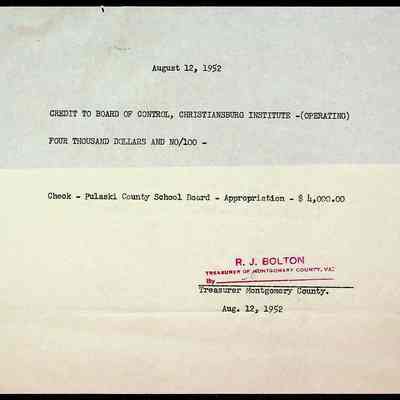 August 12, 1952
CREDIT TO BOARD OF CONTROL, CHRISTIANSBURG INSTITUTE -(OPERATING)
FOUR THOUSAND DOLLARS AND NO/100 -
Check - Pulaski County School Board - Appropriation - $ 4,000.00
R. J. BOLTON
TREASURER OF MONTGOMERY COUNTY, VA.
By
Treasurer Montgomery County.
Aug. 12, 1952